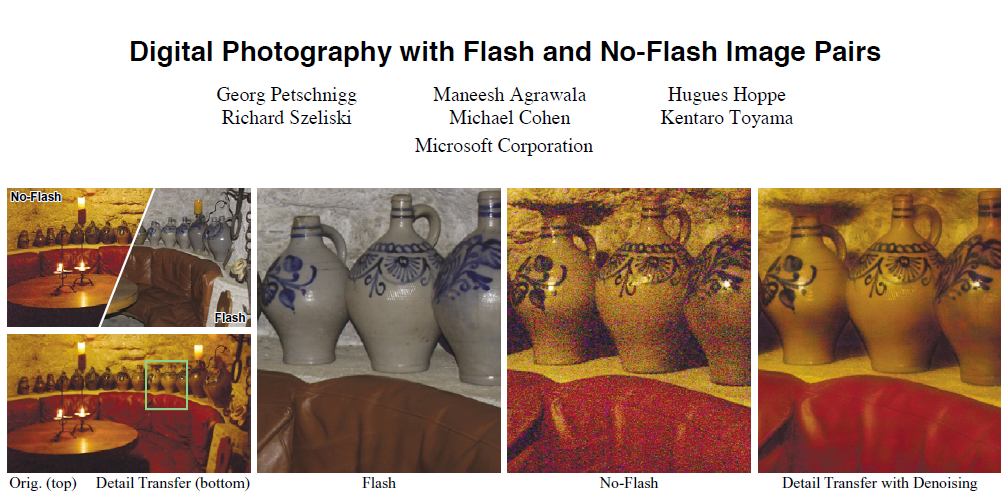 Digital Photography with Flash and No-Flash Image Pairs
Georg Petschnigg Maneesh Agrawala Hugues Hoppe
Richard Szeliski Michael Cohen Kentaro Toyama
Microsoft Corporation
No-Flash
Flash
Orig. (top) Detail Transfer (bottom) Flash No-Flash Detail Transfer with Denoising